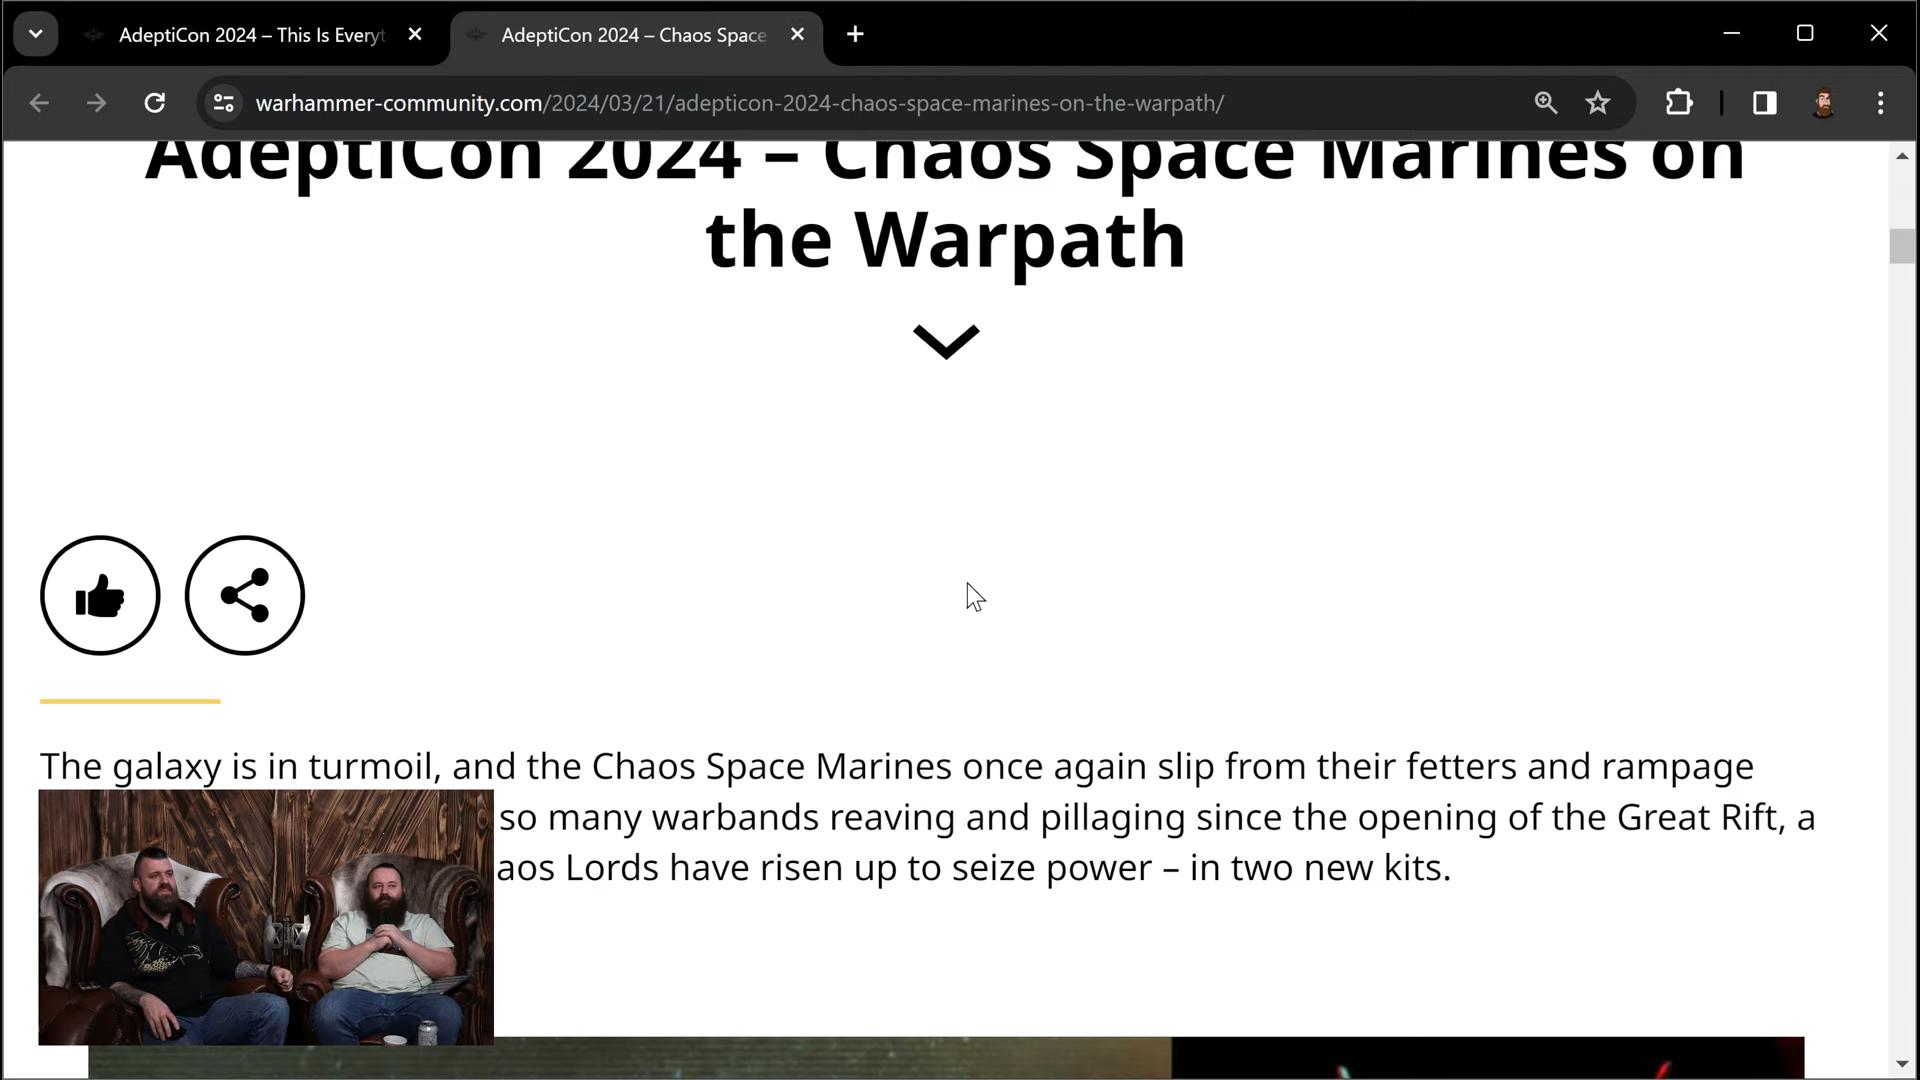 AdeptiCon 2024 – This Is Everyt
AdeptiCon 2024 – Chaos Space
warhammer-community.com/2024/03/21/adepticon-2024-chaos-space-marines-on-the-warpath/
AdeptiCon 2024 – Chaos Space Marines on
the Warpath
The galaxy is in turmoil, and the Chaos Space Marines once again slip from their fetters and rampage
so many warbands reaving and pillaging since the opening of the Great Rift, a
aos Lords have risen up to seize power – in two new kits.